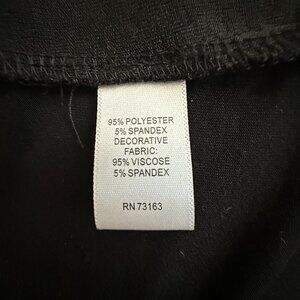 95% POLYESTER
5% SPANDEX
DECORATIVE
FABRIC:
95% VISCOSE
5% SPANDEX
RN 73163